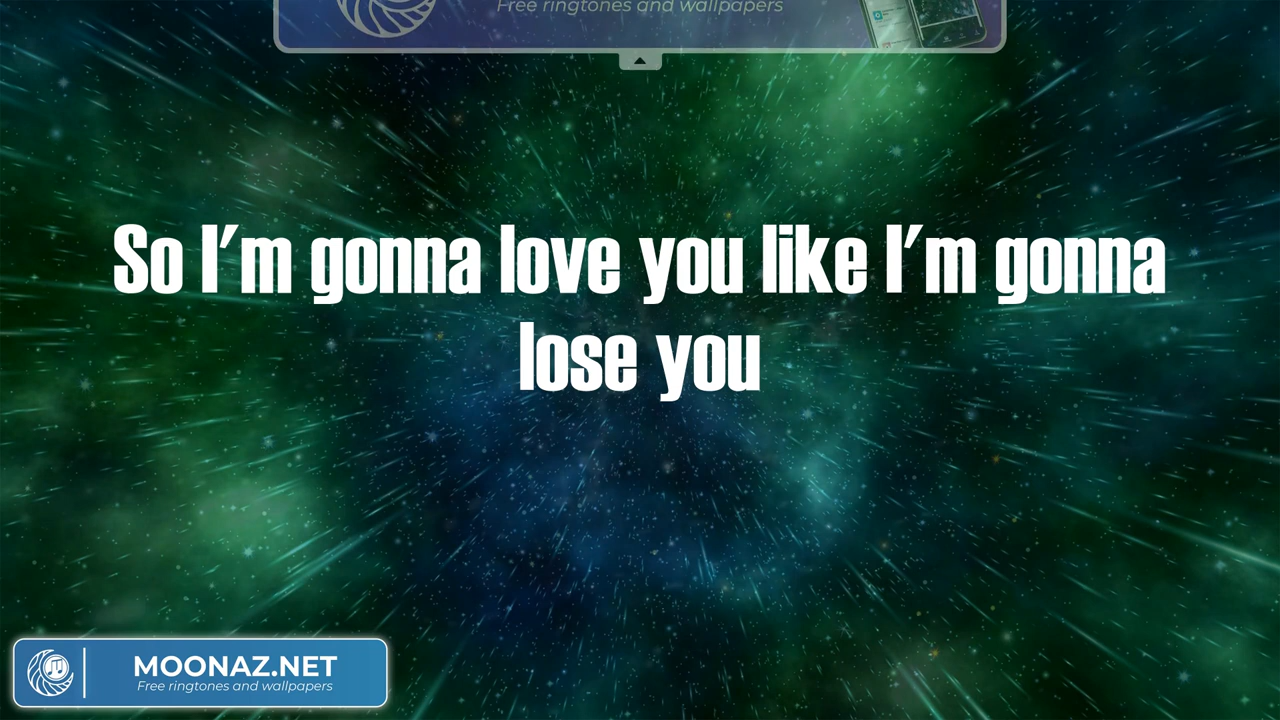 Free ringtones and wallpapers
So I'm gonna love you like I'm gonna
lose you
MOONAZ.NET
Free ringtones and wallpapers